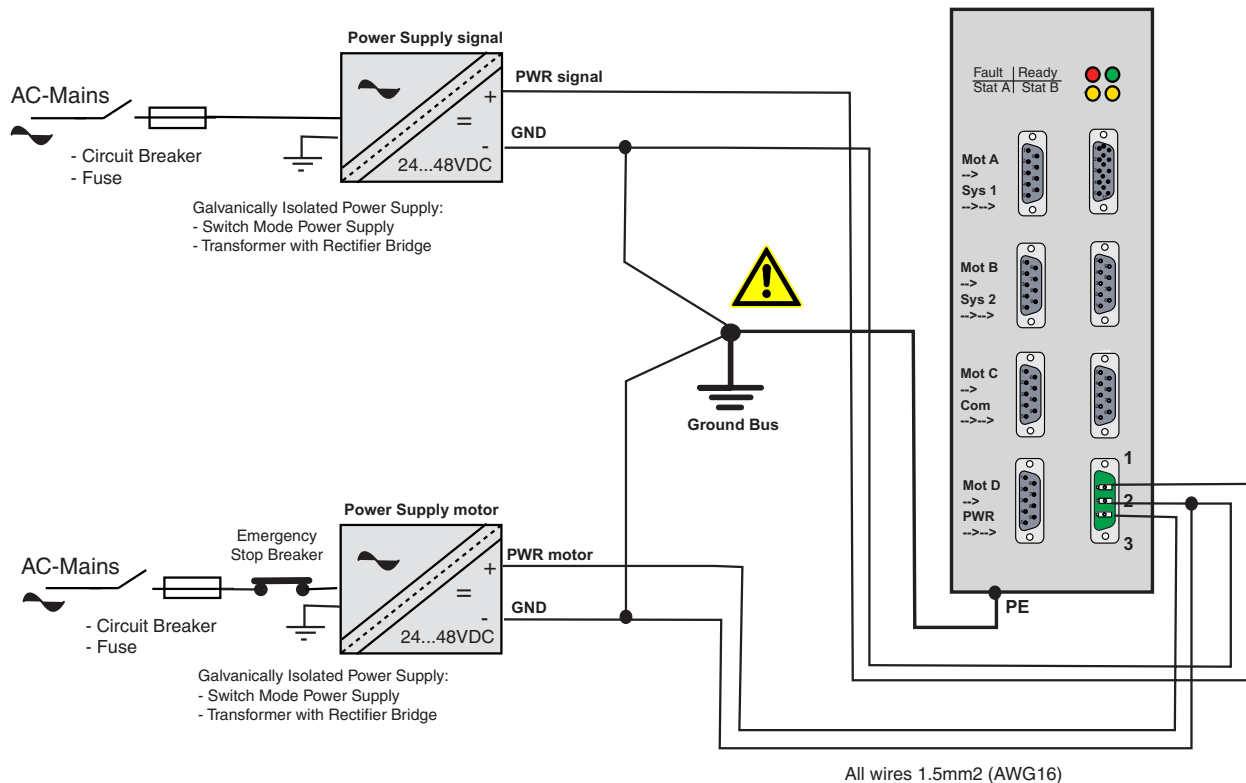 Power Supply signal
AC-Mains
- Circuit Breaker
- Fuse
+
=
-
24...48VDC
PWR signal
GND
Galvanically Isolated Power Supply:
- Switch Mode Power Supply
- Transformer with Rectifier Bridge
Ground Bus
Fault | Ready
Stat A | Stat B
Mot A
-->
Sys 1
-->-->
Mot B
-->
Sys 2
-->-->
Mot C
-->
Com
-->-->
Mot D
-->
PWR
-->-->
1
2
3
PE
Power Supply motor
Emergency
Stop Breaker
AC-Mains
- Circuit Breaker
- Fuse
+
=
-
24...48VDC
PWR motor
GND
Galvanically Isolated Power Supply:
- Switch Mode Power Supply
- Transformer with Rectifier Bridge
All wires 1.5mm2 (AWG16)